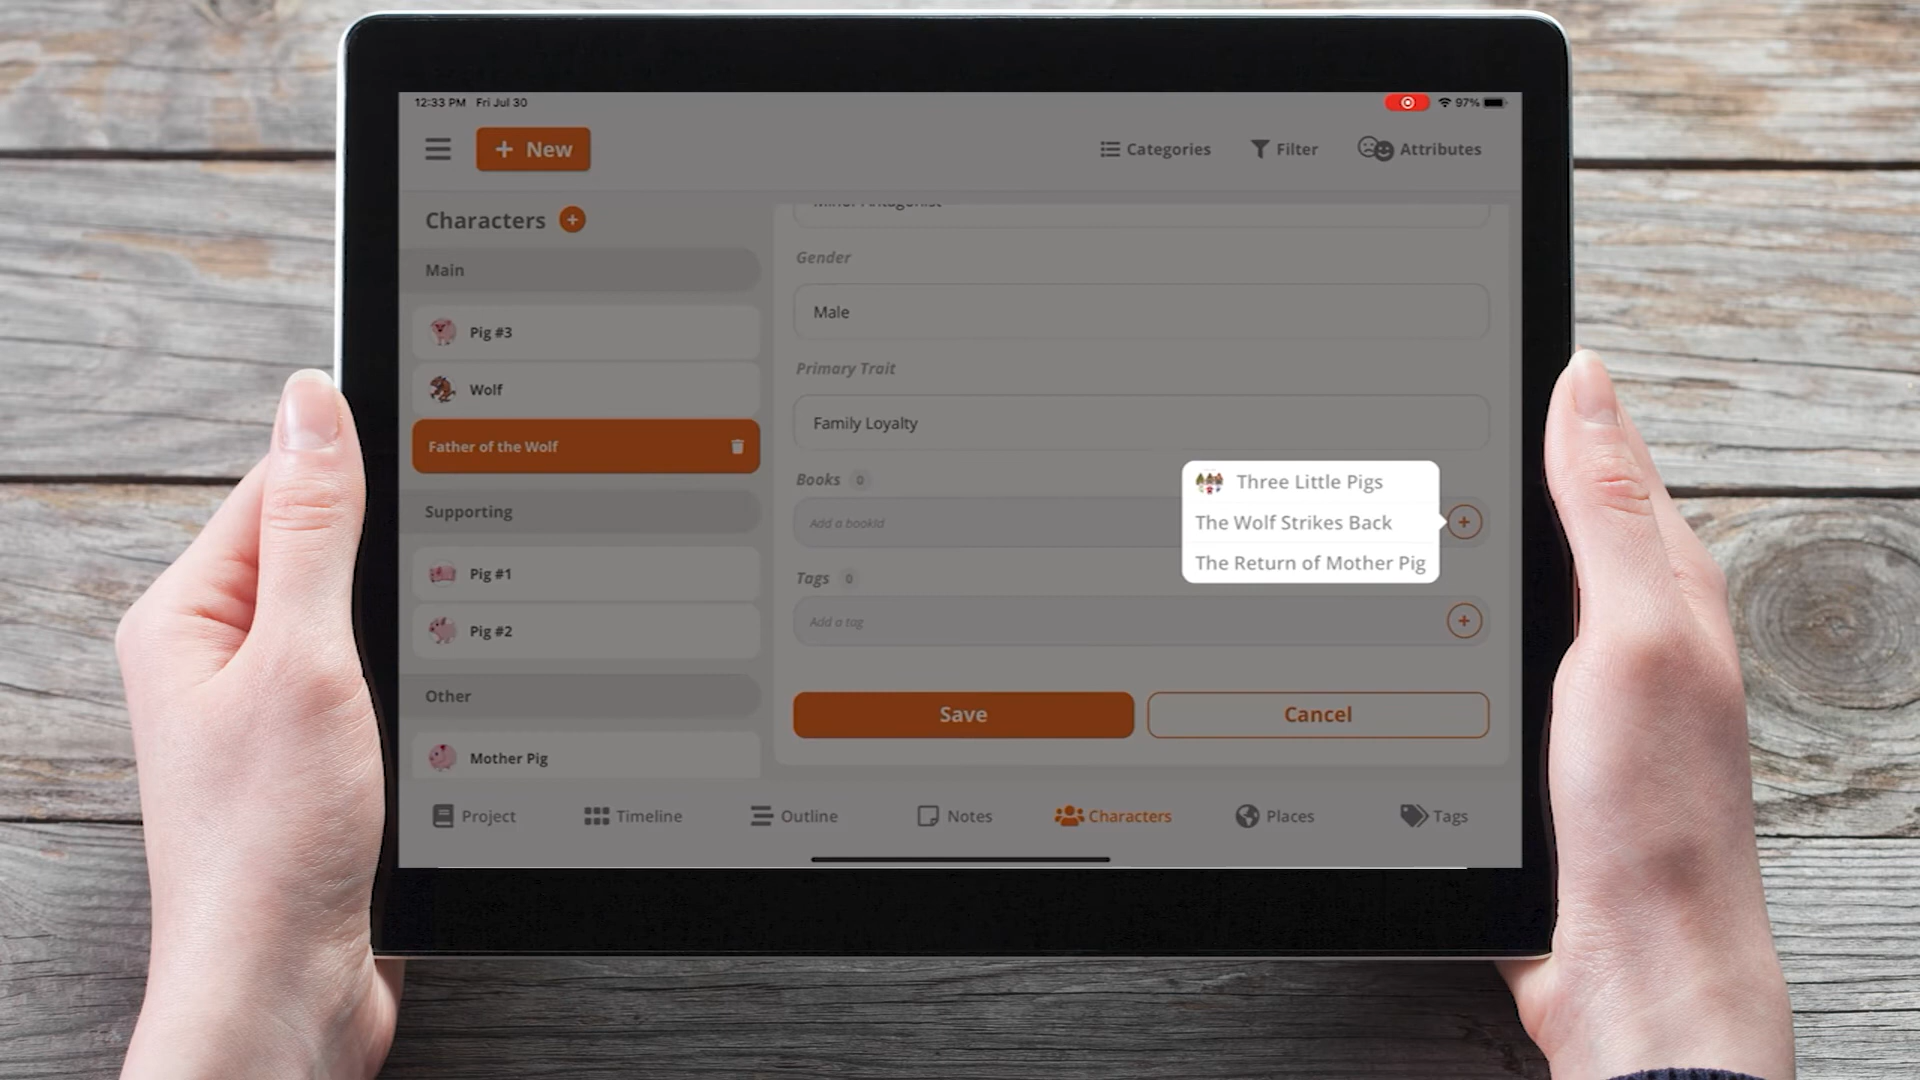 12:33 PM Fri Jul 30
97%
+ New
Categories
Filter
Attributes
Characters
Main
Pig #3
Wolf
Father of the Wolf
Supporting
Pig #1
Pig #2
Other
Mother Pig
Minor Antagonist
Gender
Male
Primary Trait
Family Loyalty
Books 0
Add a bookId
Three Little Pigs
The Wolf Strikes Back
The Return of Mother Pig
Tags 0
Add a tag
Save
Cancel
Project
Timeline
Outline
Notes
Characters
Places
Tags